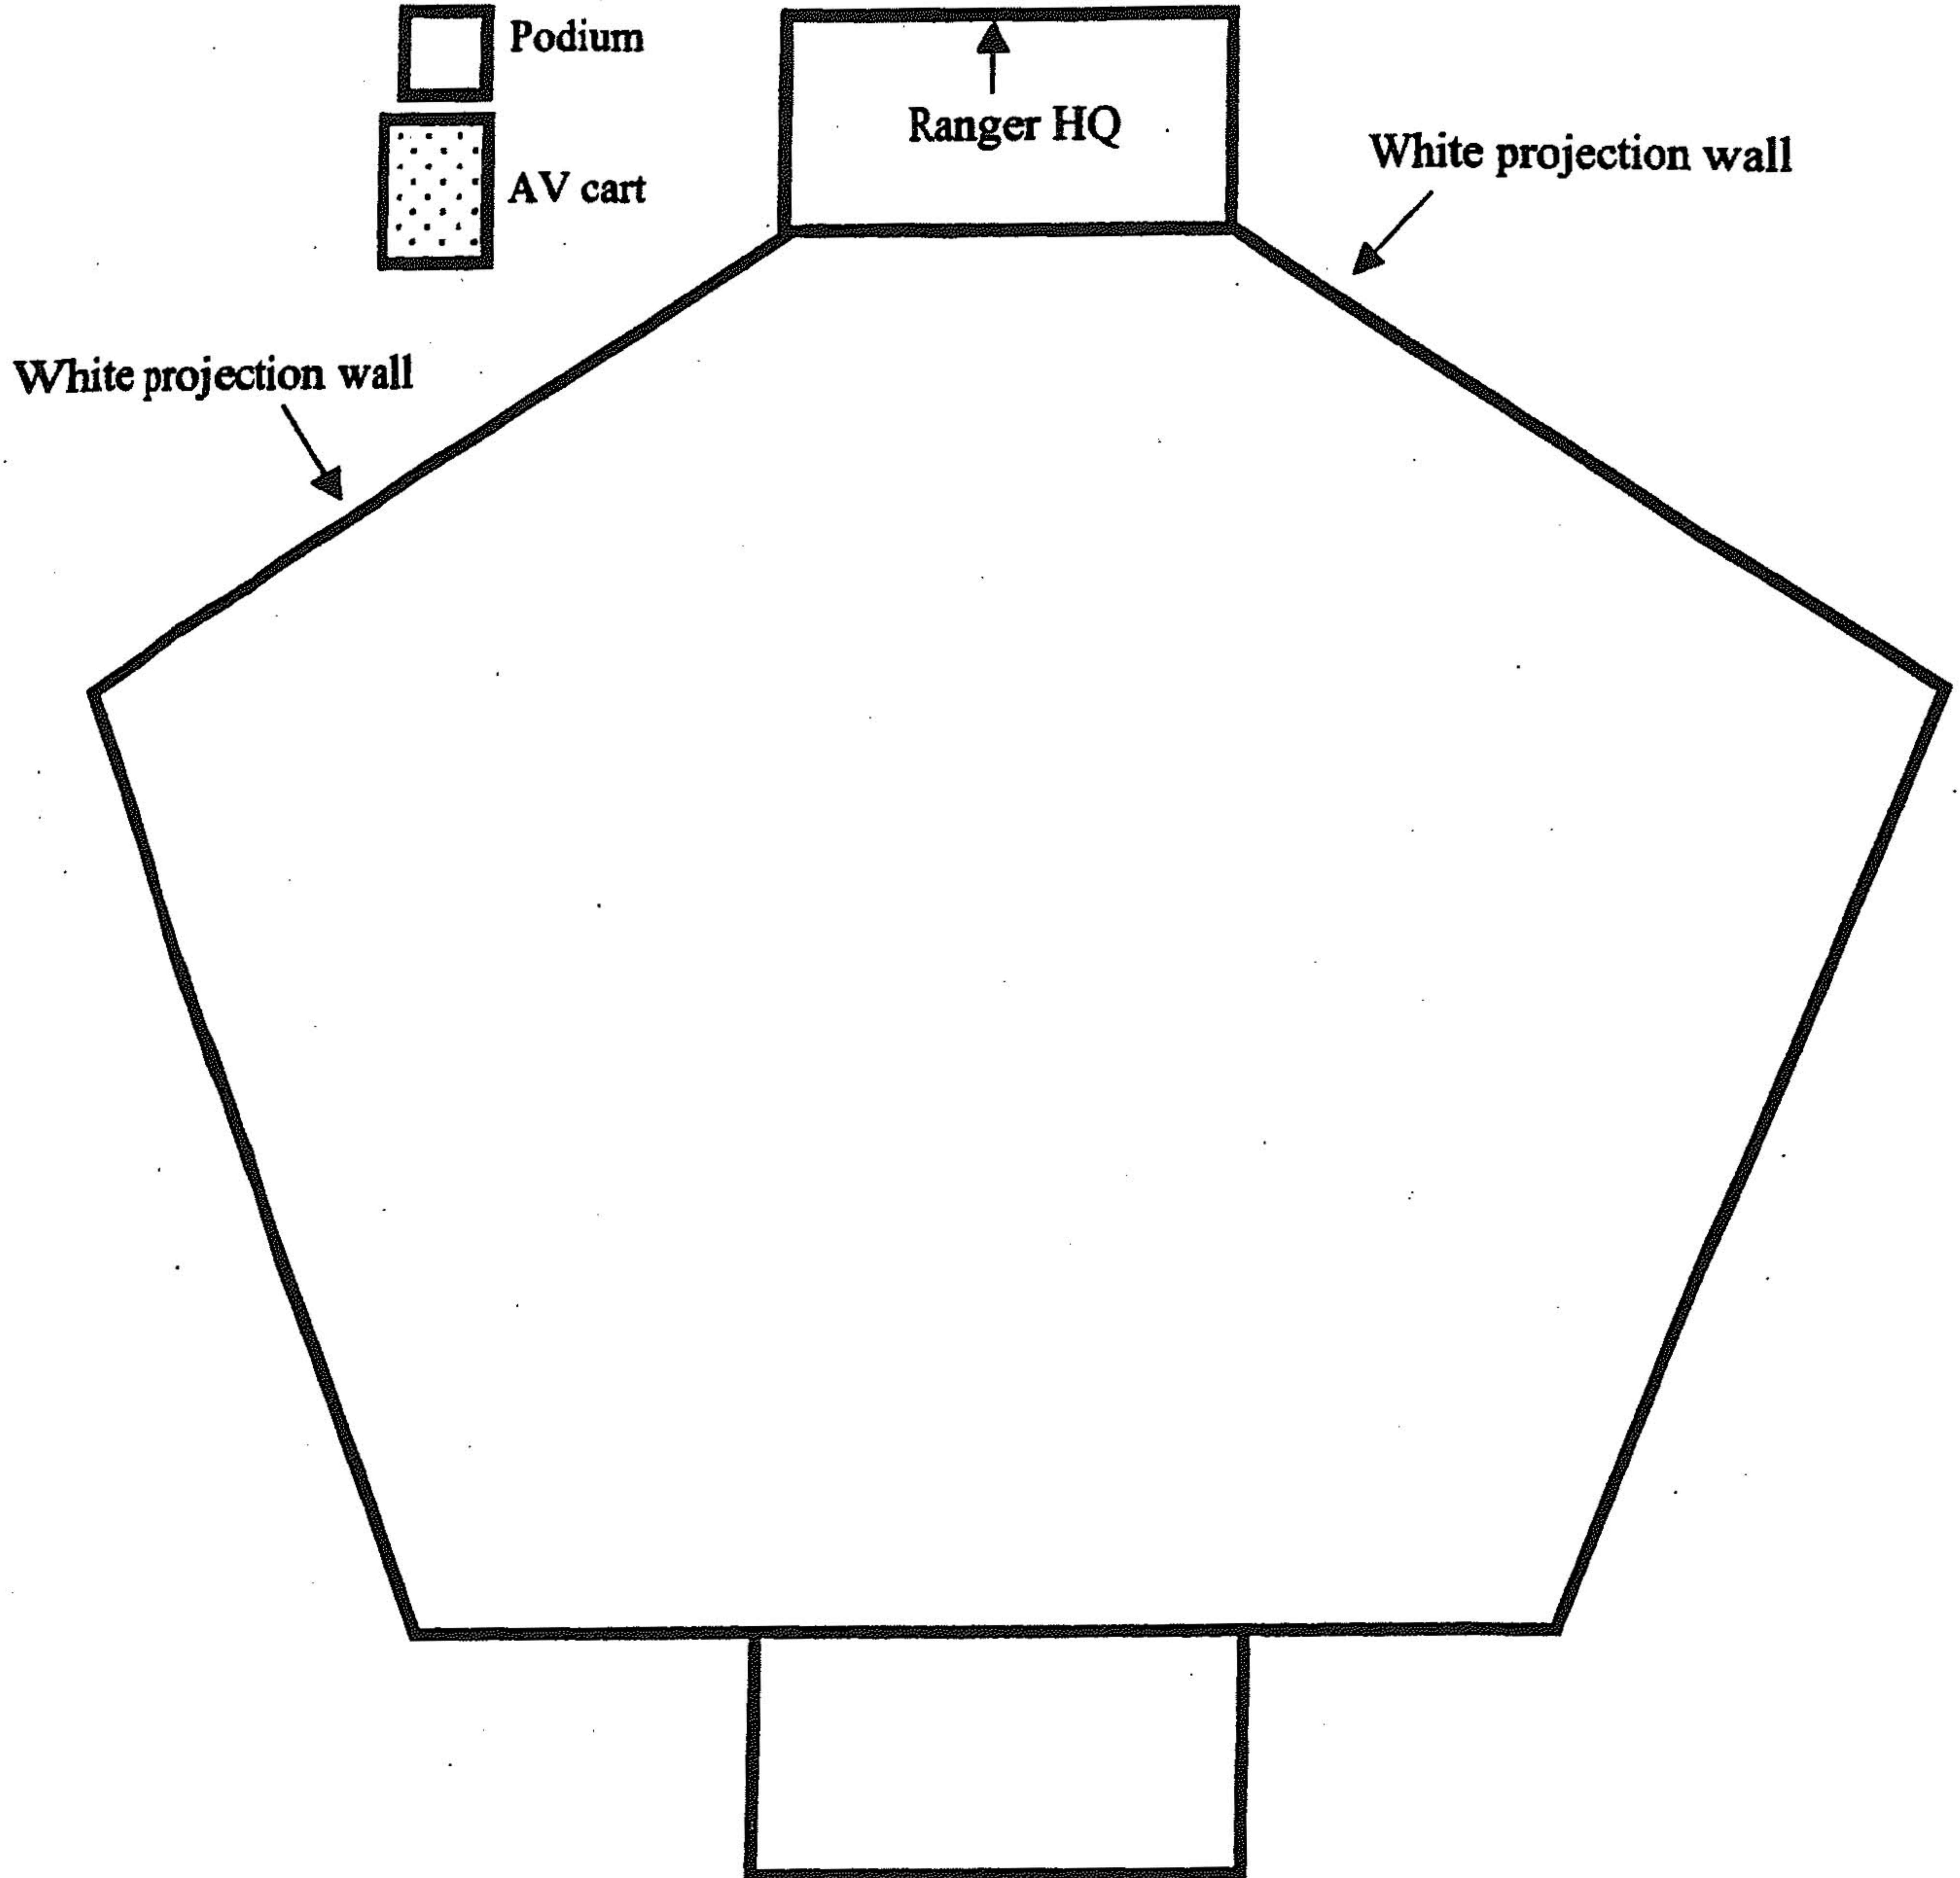 Podium
Ranger HQ
White projection wall
AV cart
White projection wall